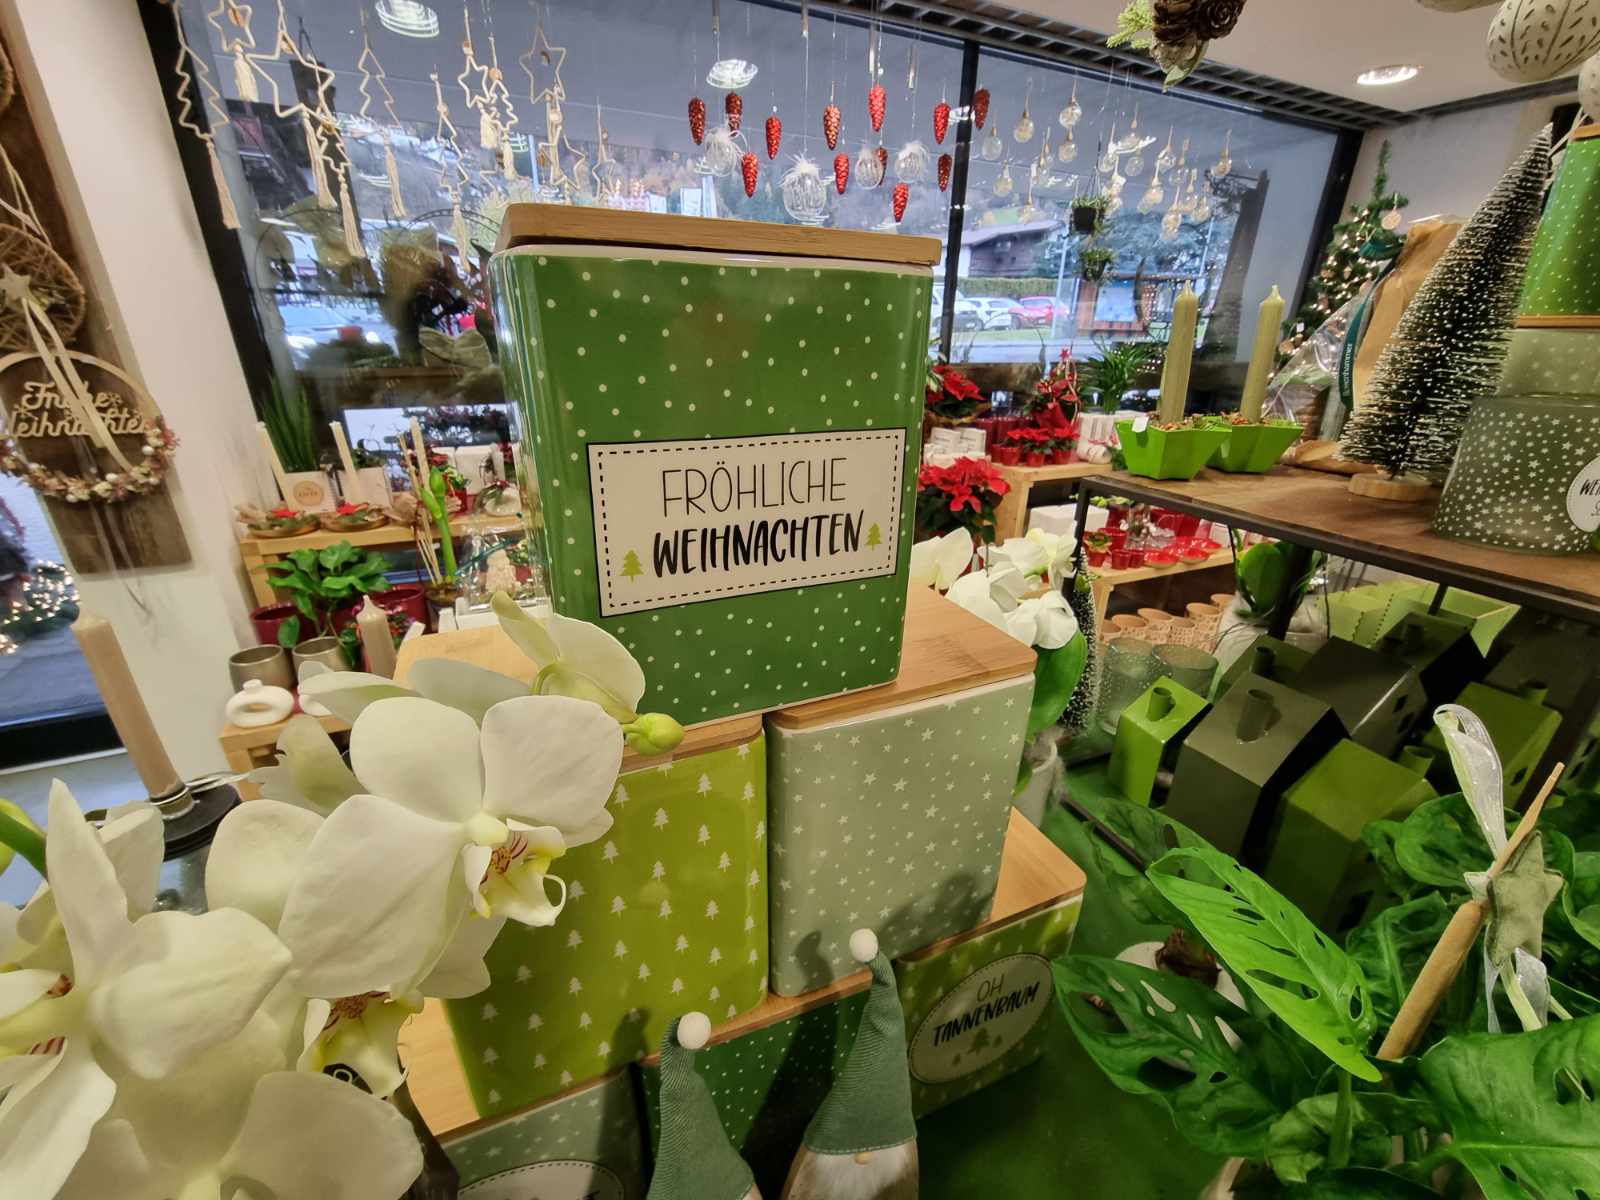 FRÖHLICHE
WEIHNACHTEN
OH
TANNENBAUM
Frohe
Weihnachten